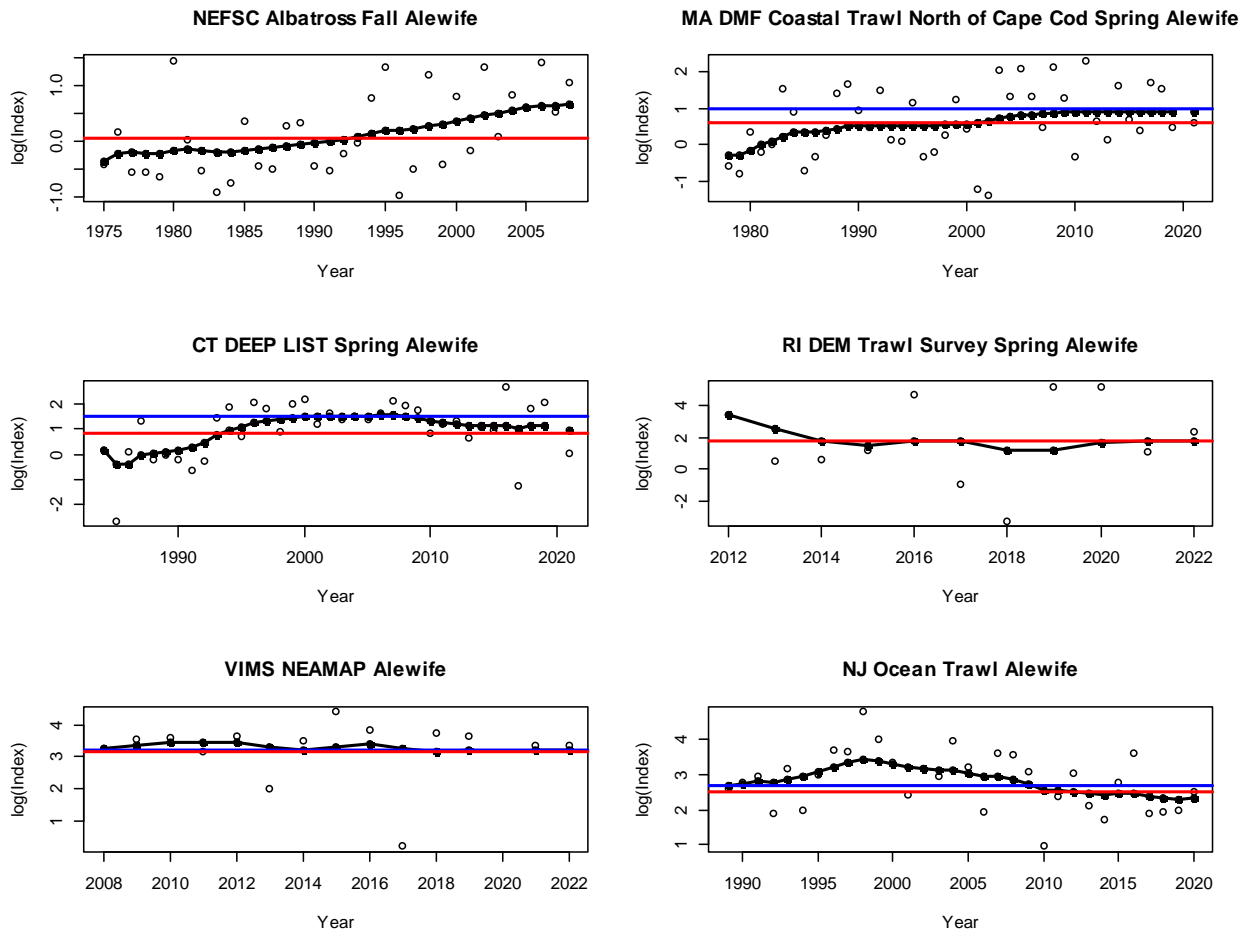 NEFSC Albatross Fall Alewife
log(Index)
1.0
0.0
-1.0
1975 1980 1985 1990 1995 2000 2005
Year
MA DMF Coastal Trawl North of Cape Cod Spring Alewife
log(Index)
2
1
0
-1
1980 1990 2000 2010 2020
Year
CT DEEP LIST Spring Alewife
log(Index)
2
1
0
-2
1990 2000 2010 2020
Year
RI DEM Trawl Survey Spring Alewife
log(Index)
4
2
0
-2
2012 2014 2016 2018 2020 2022
Year
VIMS NEAMAP Alewife
log(Index)
4
3
2
1
2008 2010 2012 2014 2016 2018 2020 2022
Year
NJ Ocean Trawl Alewife
log(Index)
4
3
2
1
1990 1995 2000 2005 2010 2015 2020
Year